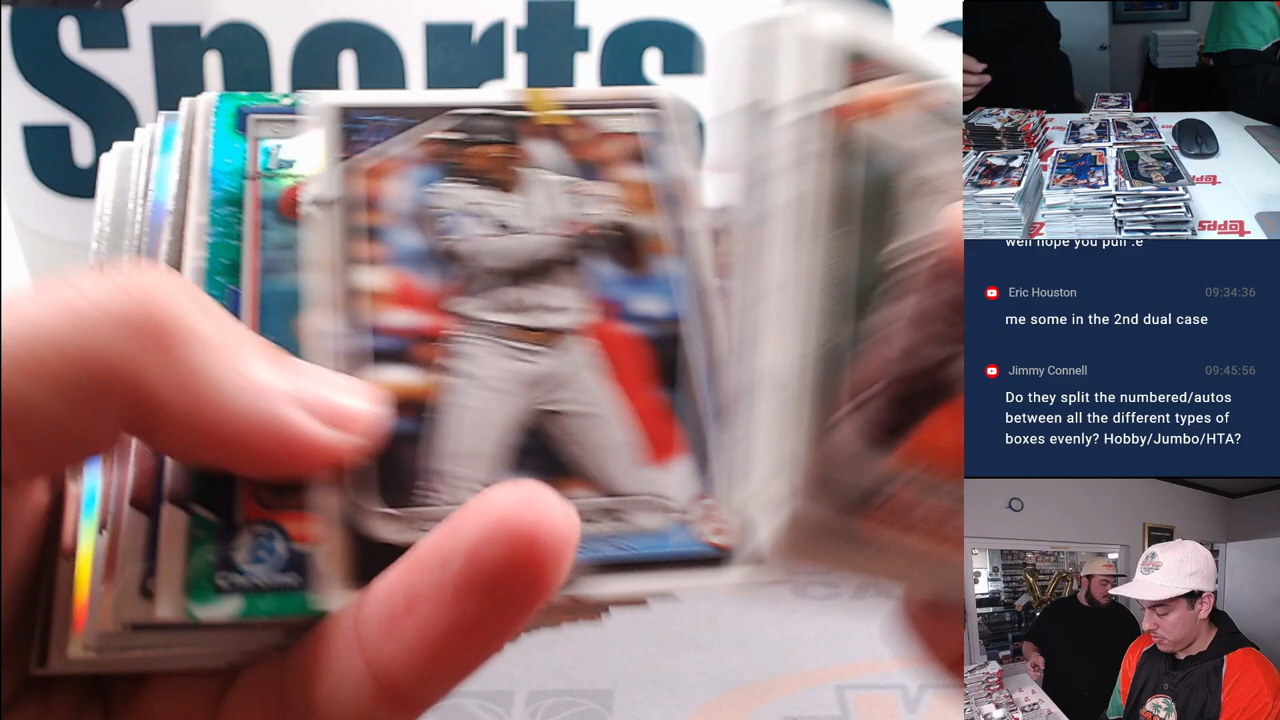 Sports
well hope you pull .e
Eric Houston 09:34:36
me some in the 2nd dual case
Jimmy Connell 09:45:56
Do they split the numbered/autos
between all the different types of
boxes evenly? Hobby/Jumbo/HTA?
topps
topps